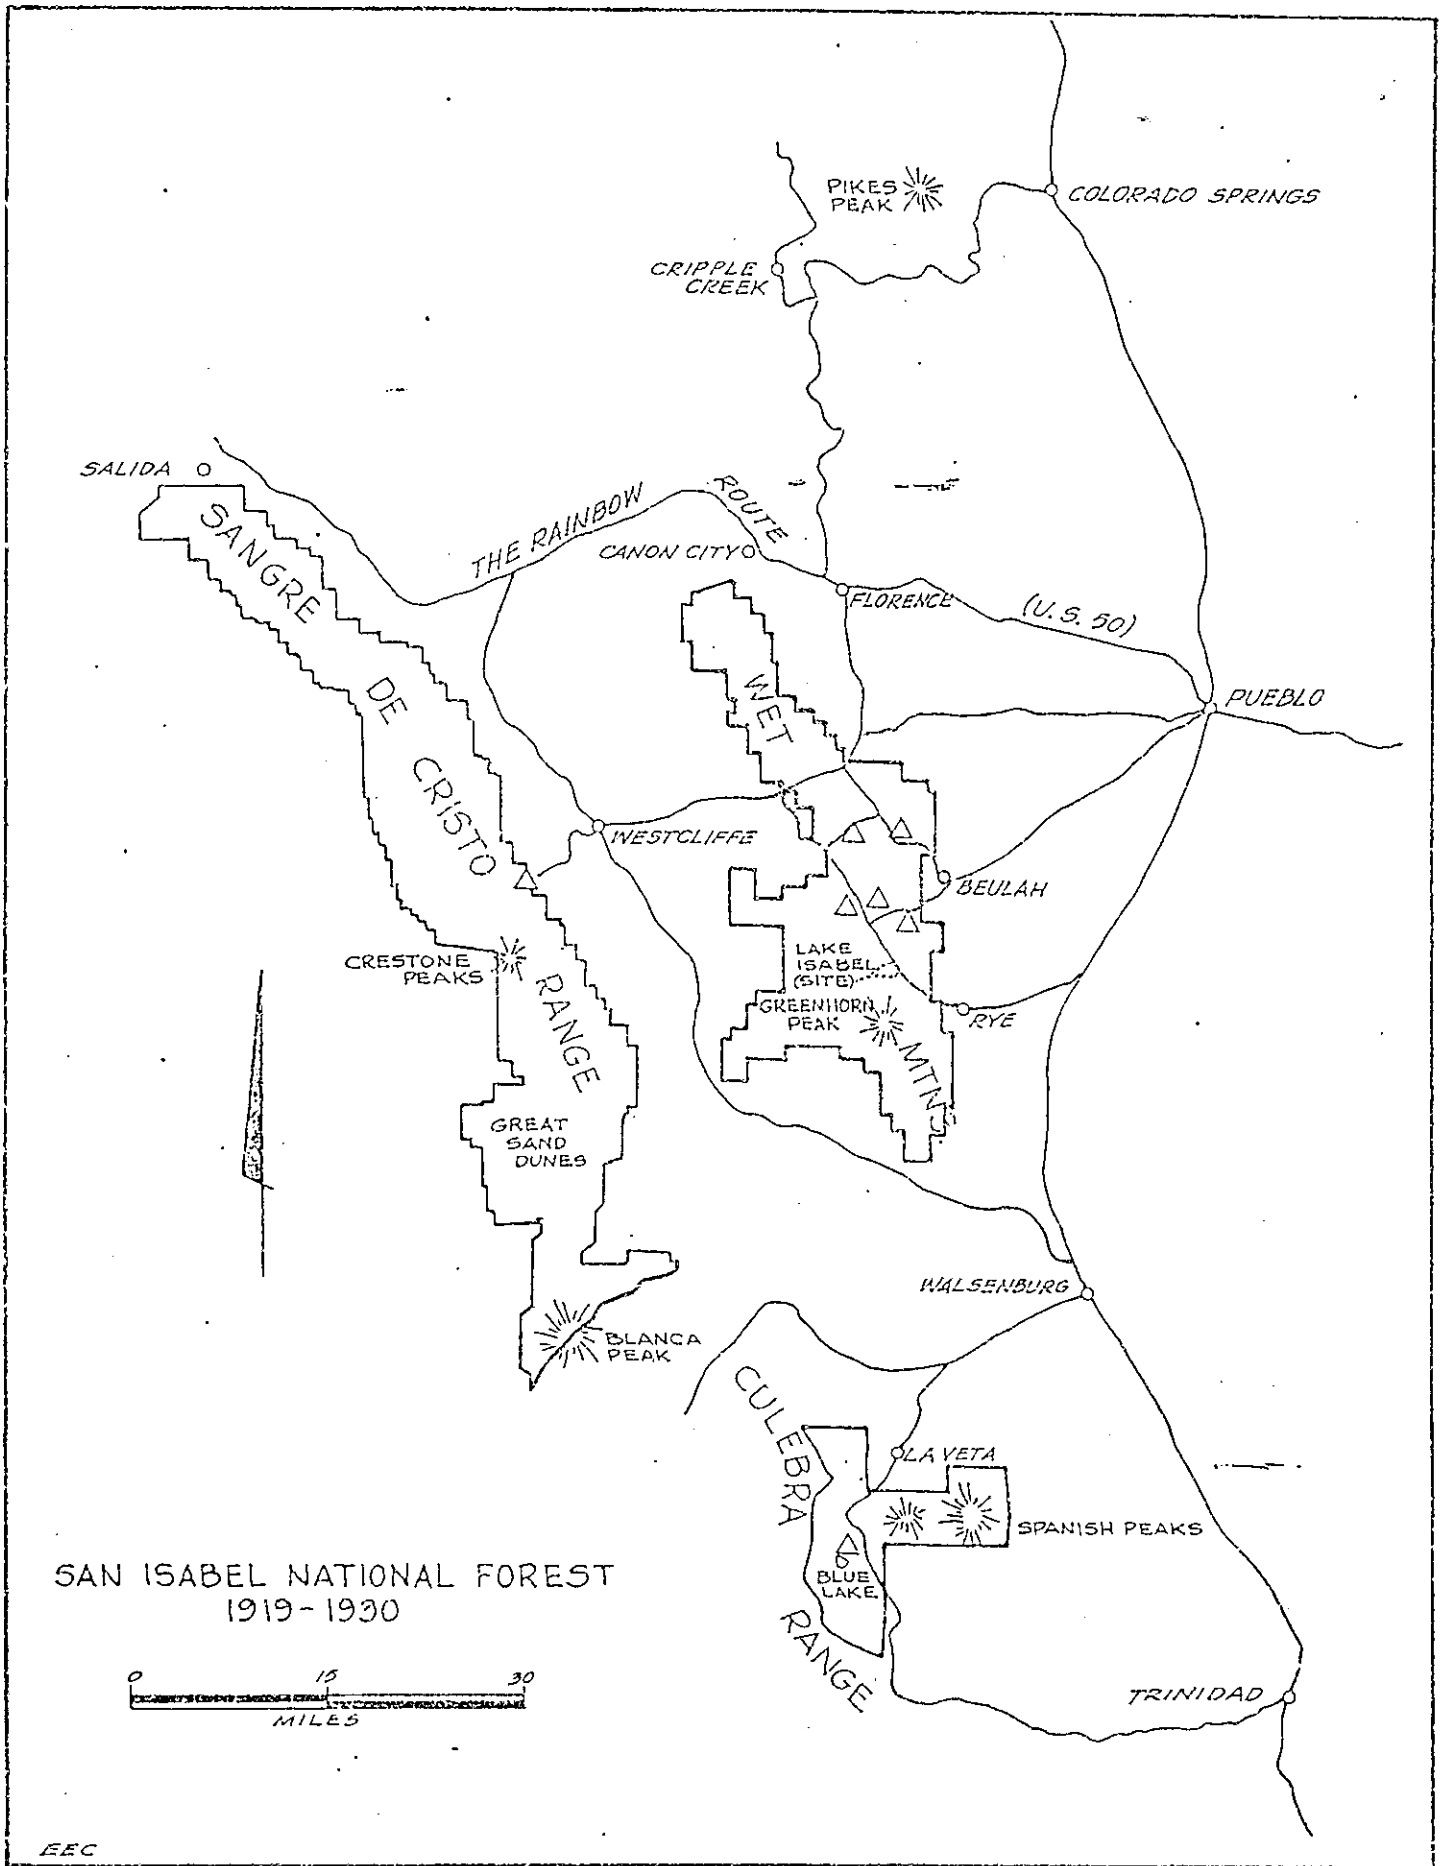 PIKES
PEAK
COLORADO SPRINGS
CRIPPLE
CREEK
SALIDA
THE RAINBOW ROUTE
CANON CITY
FLORENCE
(U.S. 50)
PUEBLO
SANGRE DE CRISTO RANGE
WET MTNS
WESTCLIFFE
BEULAH
CRESTONE
PEAKS
LAKE
ISABEL
(SITE)
GREENHORN
PEAK
RYE
GREAT
SAND
DUNES
WALSENBURG
BLANCA
PEAK
CULEBRA RANGE
LA VETA
SPANISH PEAKS
BLUE
LAKE
SAN ISABEL NATIONAL FOREST
1919-1930
0 15 30
MILES
TRINIDAD
EEC